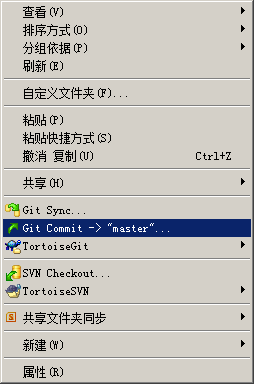 查看(V)
排序方式(O)
分组依据(P)
刷新(E)
自定义文件夹(F)...
粘贴(P)
粘贴快捷方式(S)
撤消 复制(U) Ctrl+Z
共享(H)
Git Sync...
Git Commit -> "master"...
TortoiseGit
SVN Checkout...
TortoiseSVN
共享文件夹同步
新建(W)
属性(R)